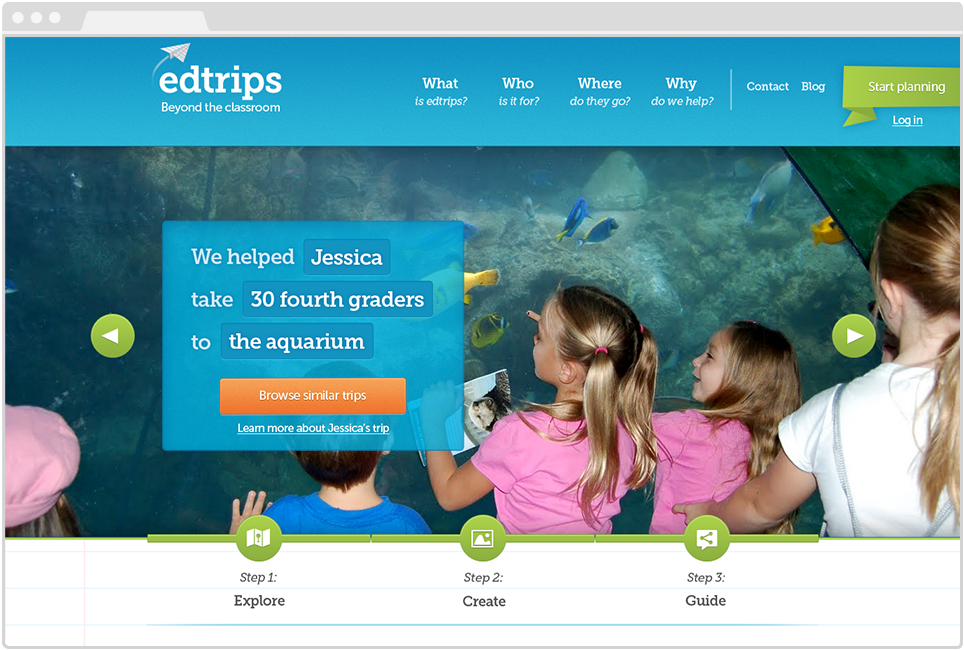 edtrips
Beyond the classroom
What
is edtrips?
Who
is it for?
Where
do they go?
Why
do we help?
Contact
Blog
Start planning
Log in
We helped Jessica
take 30 fourth graders
to the aquarium
Browse similar trips
Learn more about Jessica's trip
Step 1:
Explore
Step 2:
Create
Step 3:
Guide